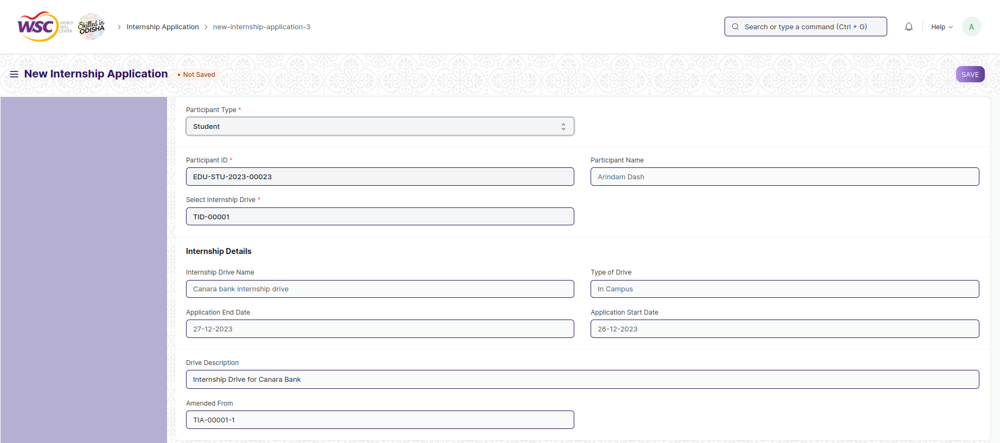 WSC WORLD SKILL CENTER
Skilled in ODISHA
Internship Application
new-internship-application-3
Search or type a command (Ctrl + G)
Help
A
New Internship Application
• Not Saved
SAVE
Participant Type *
Student
Participant ID *
Participant Name
EDU-STU-2023-00023
Arindam Dash
Select Internship Drive *
TID-00001
Internship Details
Internship Drive Name
Type of Drive
Canara bank internship drive
In Campus
Application End Date
Application Start Date
27-12-2023
26-12-2023
Drive Description
Internship Drive for Canara Bank
Amended From
TIA-00001-1